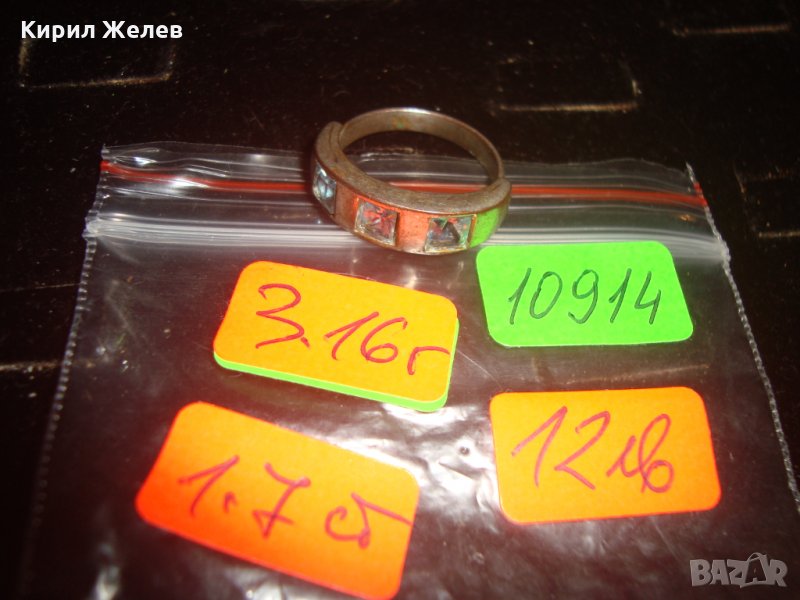 Кирил Желев
10914
3.16г
12лв
1.7 см
BAZAR